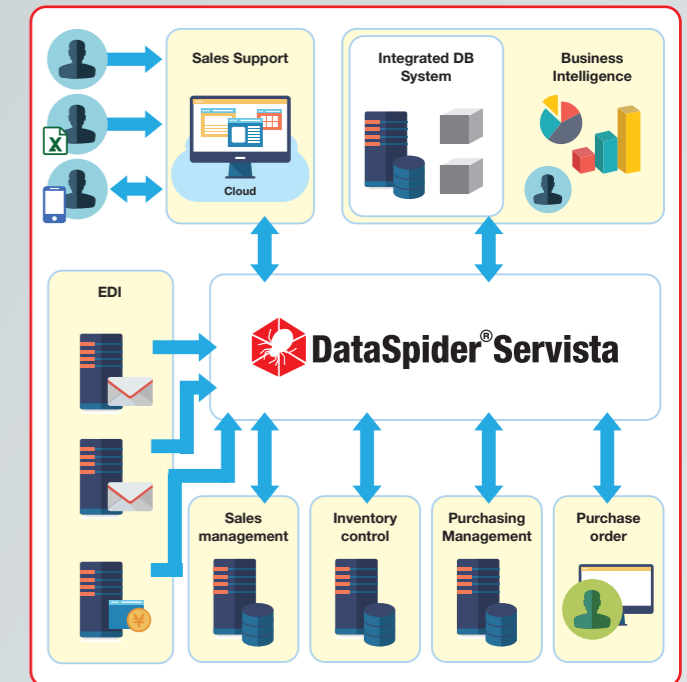 Sales Support
Cloud
Integrated DB
System
Business
Intelligence
X
EDI
DataSpider® Servista
¥
Sales
management
Inventory
control
Purchasing
Management
Purchase
order